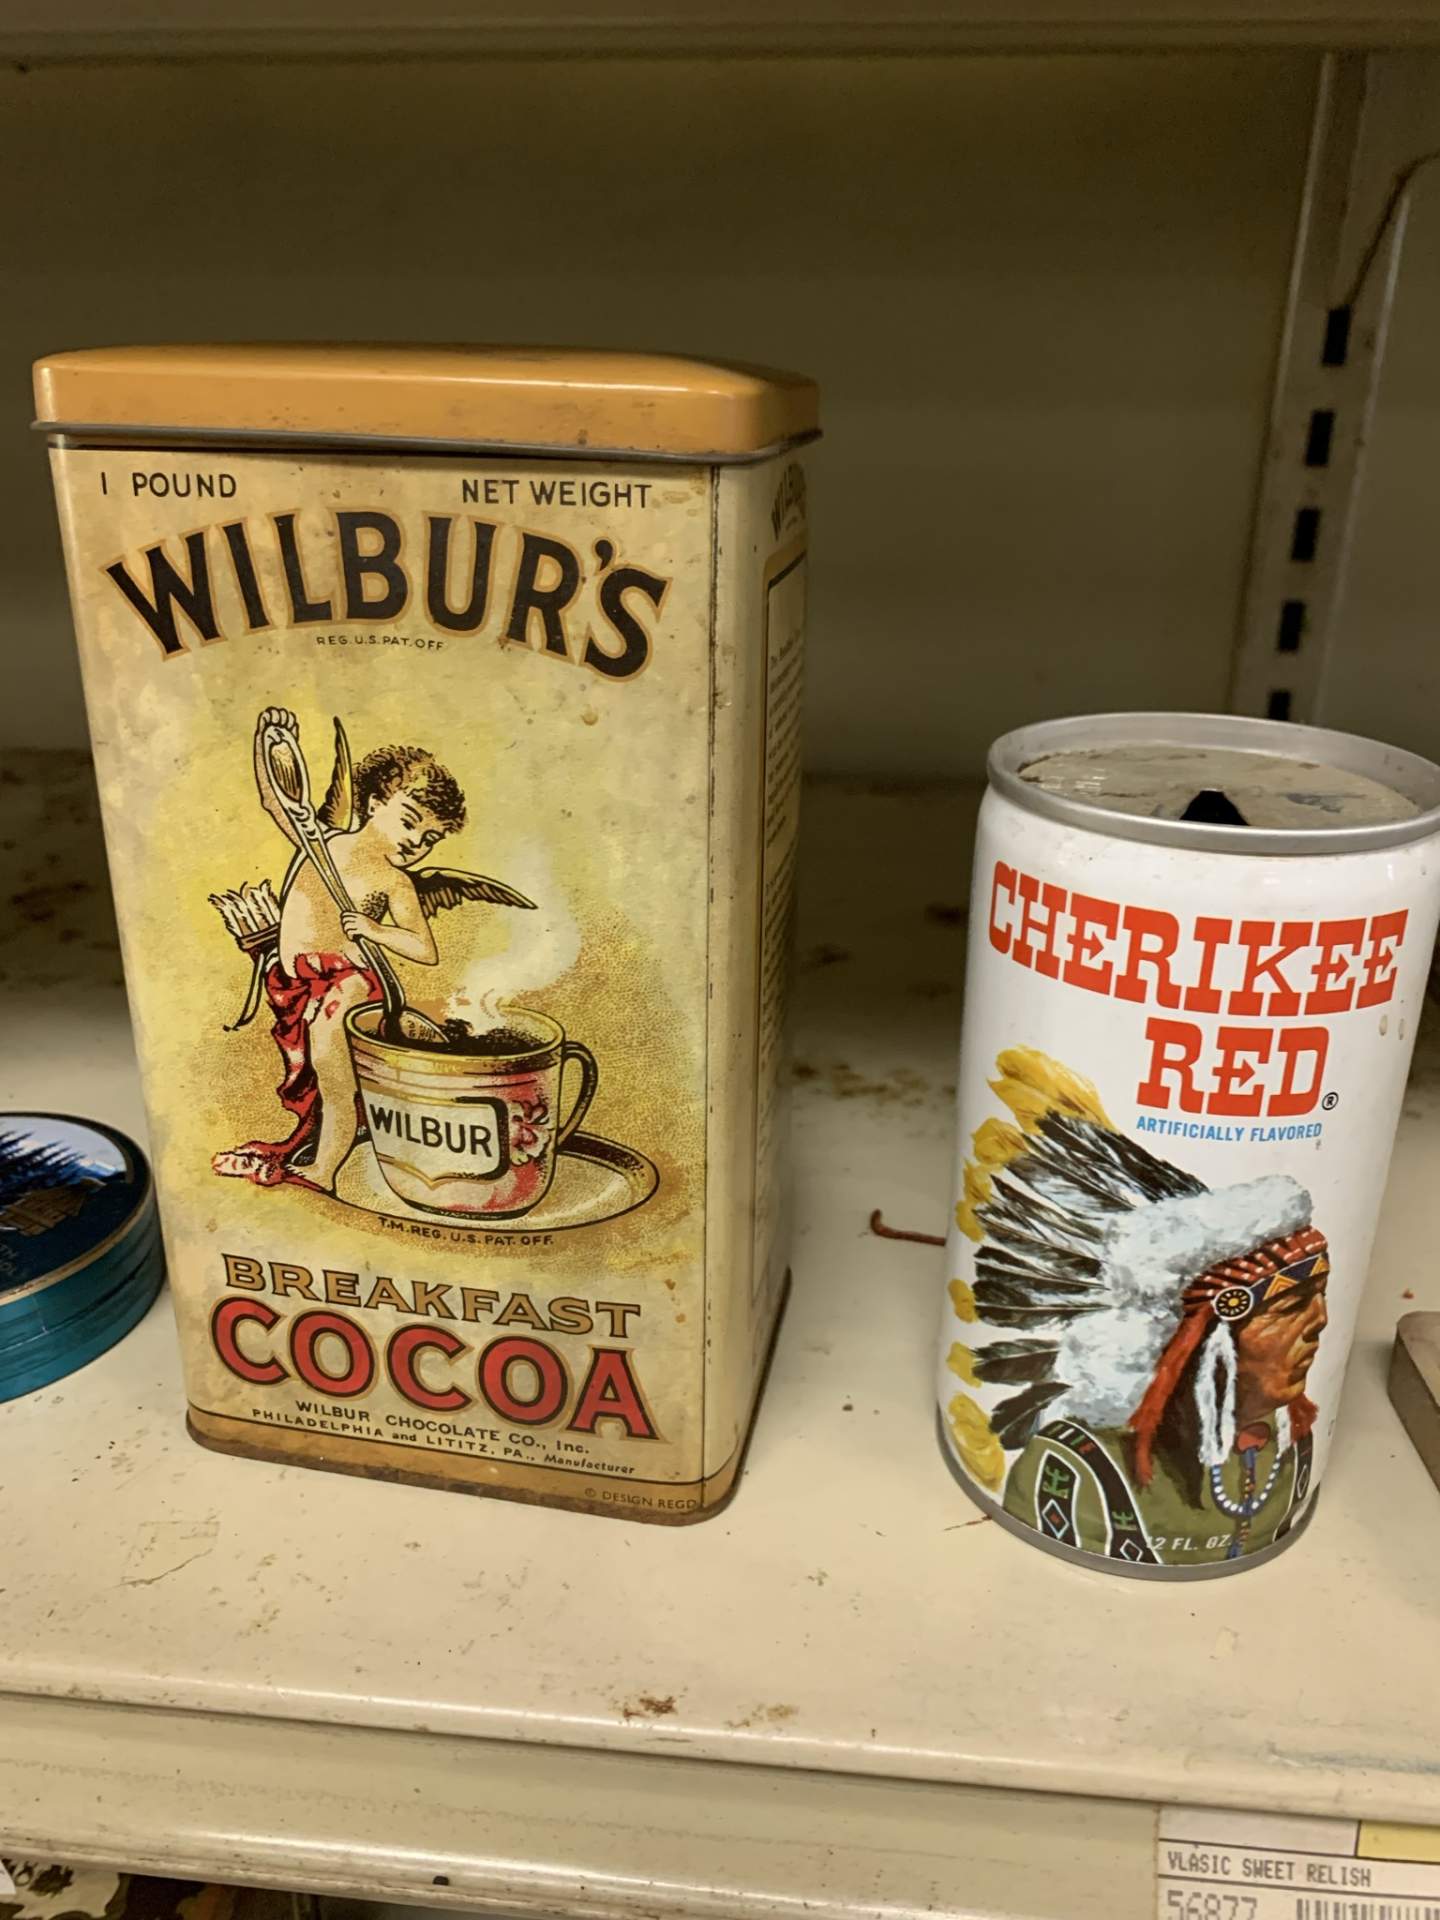 1 POUND NET WEIGHT
WILBUR'S
REG. U.S. PAT. OFF.
WILBUR
T.M. REG. U.S. PAT. OFF.
BREAKFAST
COCOA
WILBUR CHOCOLATE CO., Inc.
PHILADELPHIA and LITITZ, PA., Manufacturer
© DESIGN REGD
CHERIKEE
RED®
ARTIFICIALLY FLAVORED
12 FL. OZ.
VLASIC SWEET RELISH
56877